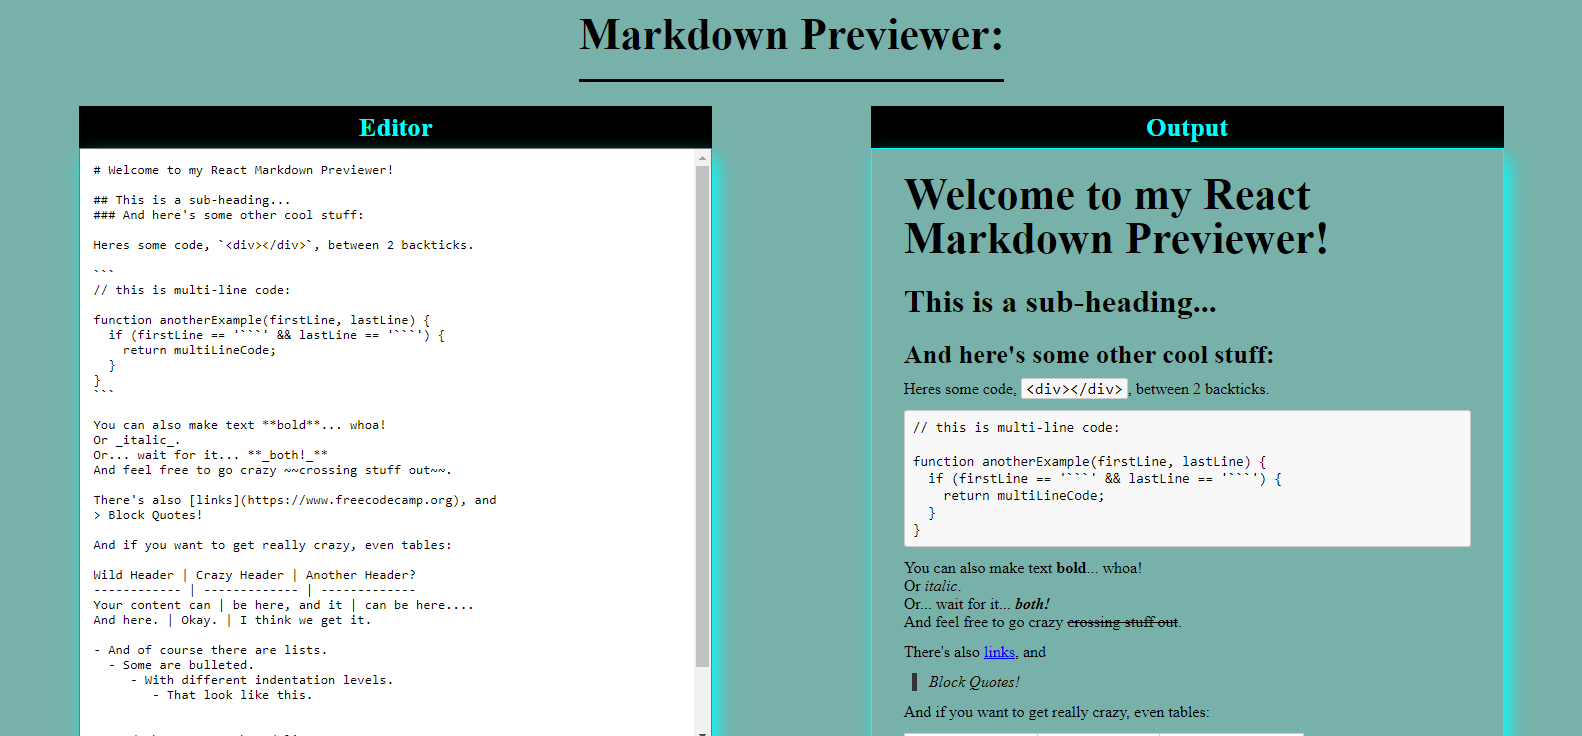 Markdown Previewer:
Editor
# Welcome to my React Markdown Previewer!
## This is a sub-heading...
### And here's some other cool stuff:
Heres some code, `<div></div>`, between 2 backticks.
```
// this is multi-line code:
function anotherExample(firstLine, lastLine) {
  if (firstLine == '```' && lastLine == '```') {
    return multiLineCode;
  }
}
```
You can also make text **bold**... whoa!
Or _italic_.
Or... wait for it... **_both!_**
And feel free to go crazy ~~crossing stuff out~~.
There's also [links](https://www.freecodecamp.org), and
> Block Quotes!
And if you want to get really crazy, even tables:
Wild Header | Crazy Header | Another Header?
------------ | ------------- | -------------
Your content can | be here, and it | can be here....
And here. | Okay. | I think we get it.
- And of course there are lists.
  - Some are bulleted.
     - With different indentation levels.
        - That look like this.
Output
Welcome to my React
Markdown Previewer!
This is a sub-heading...
And here's some other cool stuff:
Heres some code, <div></div>, between 2 backticks.
// this is multi-line code:
function anotherExample(firstLine, lastLine) {
  if (firstLine == '```' && lastLine == '```') {
    return multiLineCode;
  }
}
You can also make text bold... whoa!
Or italic.
Or... wait for it... both!
And feel free to go crazy crossing stuff out.
There's also links, and
Block Quotes!
And if you want to get really crazy, even tables: